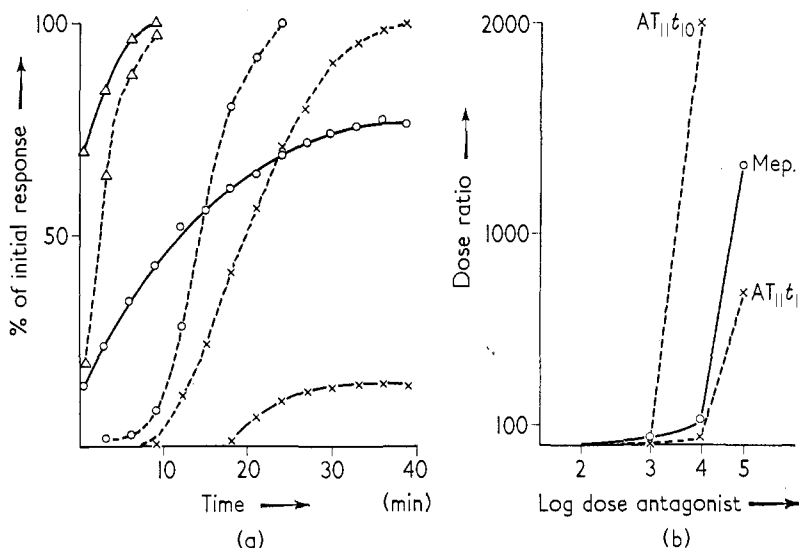 100
50
% of initial response
10
20
30
40
Time
(min)
(a)
2000
1000
100
Dose ratio
AT₁₁t₁₀
Mep.
AT₁₁t₁
2
3
4
5
Log dose antagonist
(b)